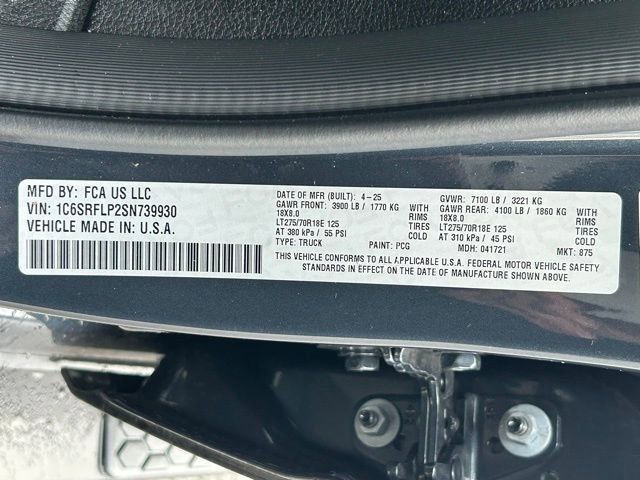 MFD BY: FCA US LLC
VIN: 1C6SRFLP2SN739930
VEHICLE MADE IN: U.S.A.
DATE OF MFR (BUILT): 4-25 GVWR: 7100 LB / 3221 KG
GAWR FRONT: 3900 LB / 1770 KG WITH GAWR REAR: 4100 LB / 1860 KG WITH
18X8.0 RIMS 18X8.0 RIMS
LT275/70R18E 125 TIRES LT275/70R18E 125 TIRES
AT 380 kPa / 55 PSI COLD AT 310 kPa / 45 PSI COLD
TYPE: TRUCK PAINT: PCG MDH: 041721 MKT: 875
THIS VEHICLE CONFORMS TO ALL APPLICABLE U.S.A. FEDERAL MOTOR VEHICLE SAFETY
STANDARDS IN EFFECT ON THE DATE OF MANUFACTURE SHOWN ABOVE.